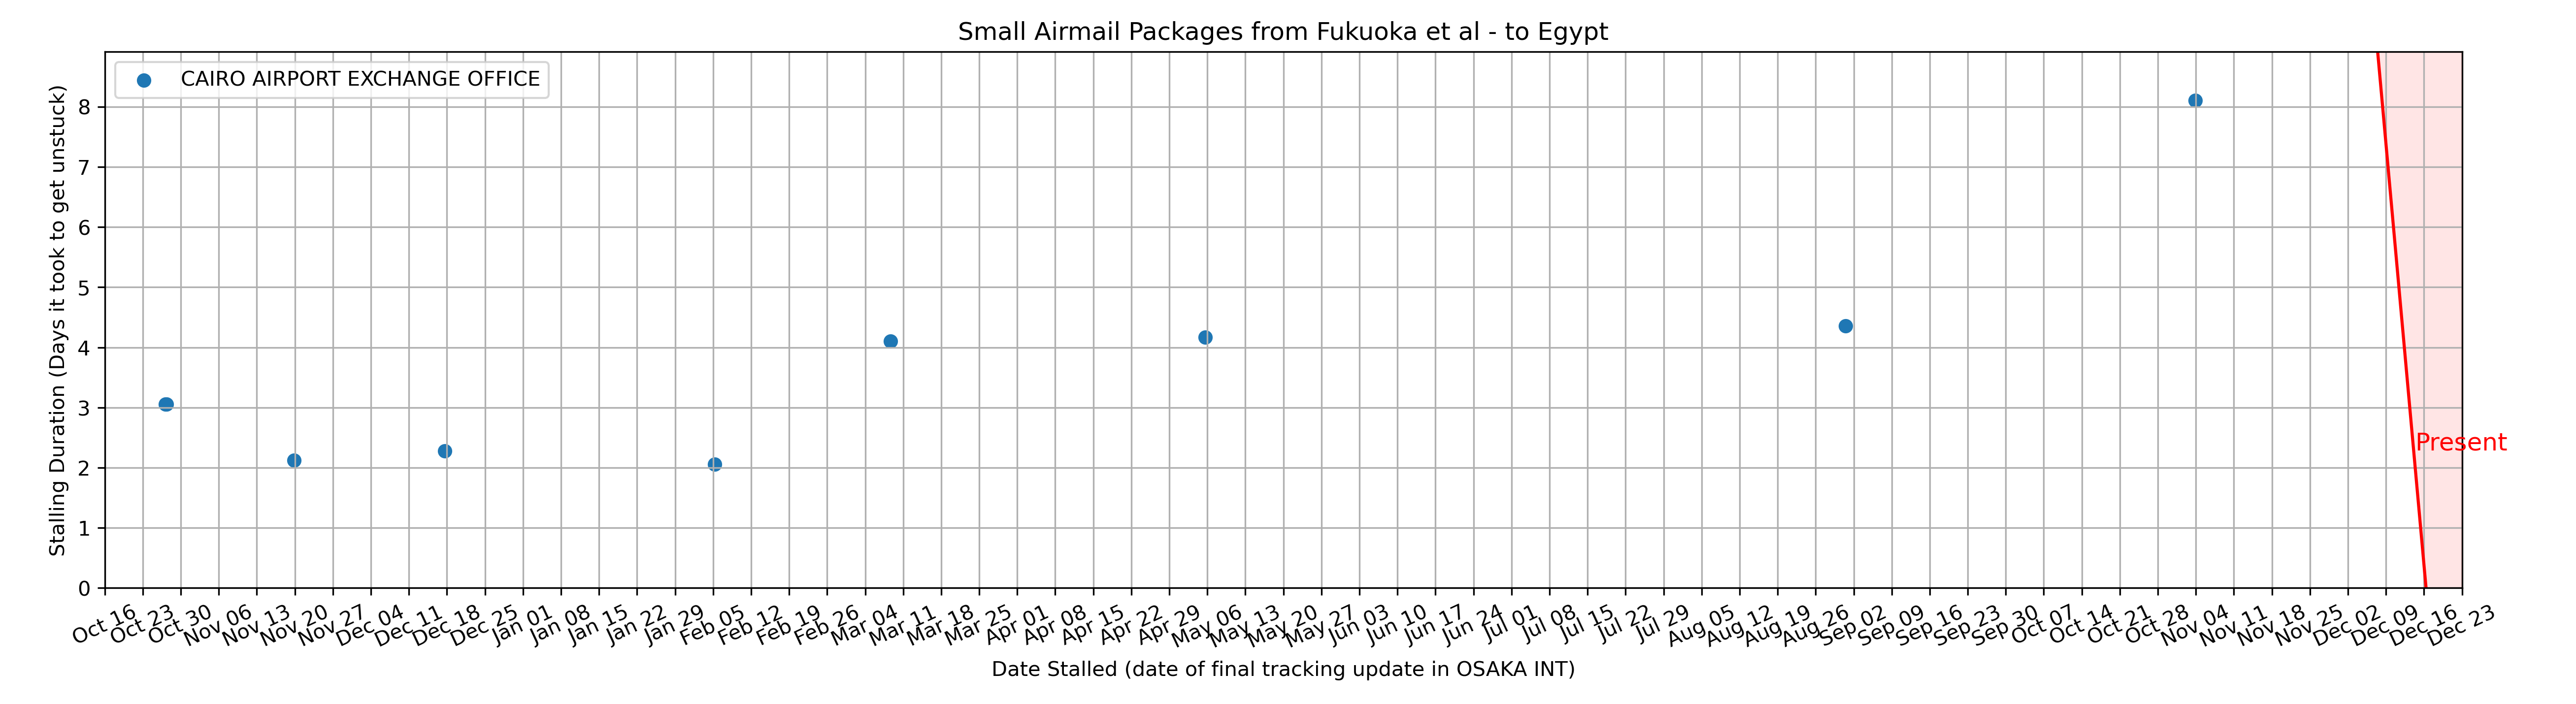 Small Airmail Packages from Fukuoka et al - to Egypt
CAIRO AIRPORT EXCHANGE OFFICE
Stalling Duration (Days it took to get unstuck)
8
7
6
5
4
3
2
1
0
Present
Oct 16
Oct 23
Oct 30
Nov 06
Nov 13
Nov 20
Nov 27
Dec 04
Dec 11
Dec 18
Dec 25
Jan 01
Jan 08
Jan 15
Jan 22
Jan 29
Feb 05
Feb 12
Feb 19
Feb 26
Mar 04
Mar 11
Mar 18
Mar 25
Apr 01
Apr 08
Apr 15
Apr 22
Apr 29
May 06
May 13
May 20
May 27
Jun 03
Jun 10
Jun 17
Jun 24
Jul 01
Jul 08
Jul 15
Jul 22
Jul 29
Aug 05
Aug 12
Aug 19
Aug 26
Sep 02
Sep 09
Sep 16
Sep 23
Sep 30
Oct 07
Oct 14
Oct 21
Oct 28
Nov 04
Nov 11
Nov 18
Nov 25
Dec 02
Dec 09
Dec 16
Dec 23
Date Stalled (date of final tracking update in OSAKA INT)